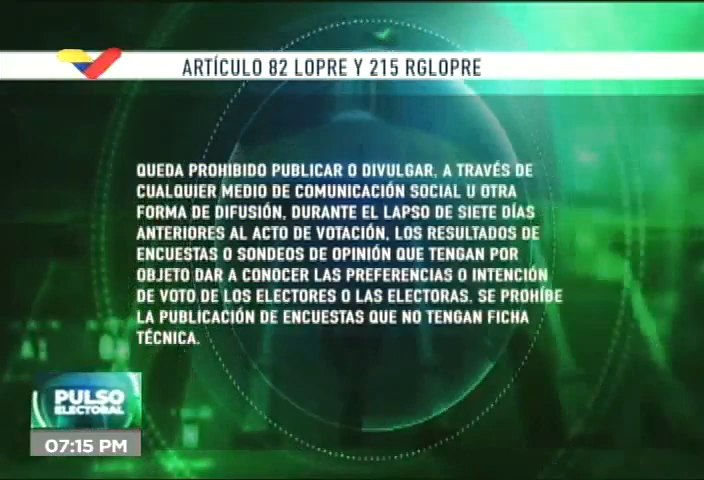 ARTÍCULO 82 LOPRE Y 215 RGLOPRE
QUEDA PROHIBIDO PUBLICAR O DIVULGAR, A TRAVÉS DE
CUALQUIER MEDIO DE COMUNICACIÓN SOCIAL U OTRA
FORMA DE DIFUSIÓN, DURANTE EL LAPSO DE SIETE DÍAS
ANTERIORES AL ACTO DE VOTACIÓN, LOS RESULTADOS DE
ENCUESTAS O SONDEOS DE OPINIÓN QUE TENGAN POR
OBJETO DAR A CONOCER LAS PREFERENCIAS O INTENCIÓN
DE VOTO DE LOS ELECTORES O LAS ELECTORAS. SE PROHÍBE
LA PUBLICACIÓN DE ENCUESTAS QUE NO TENGAN FICHA
TÉCNICA.
PULSO
ELECTORAL
07:15 PM